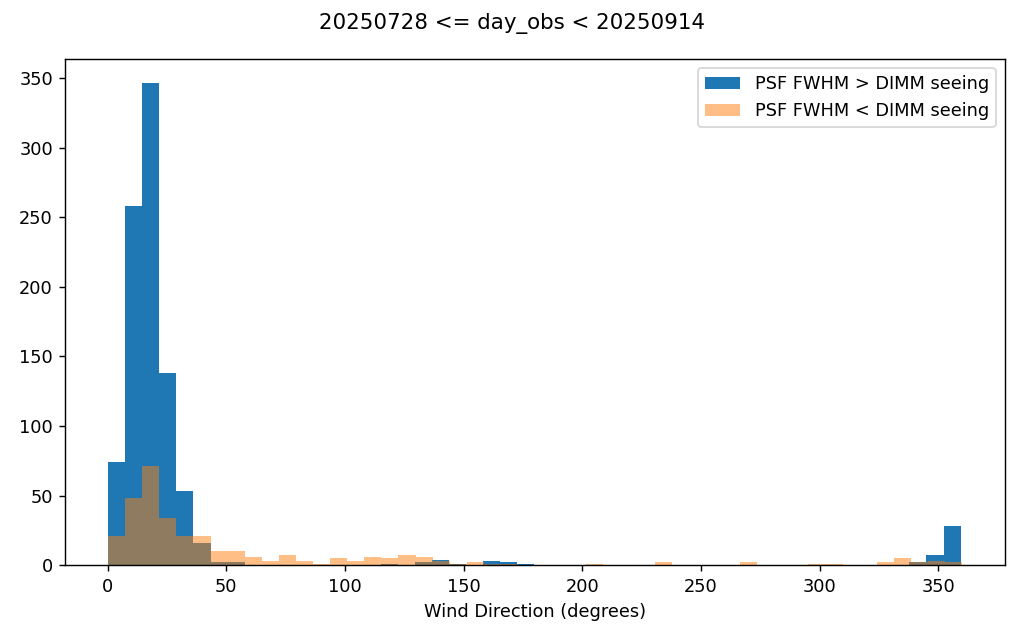 20250728 <= day_obs < 20250914
PSF FWHM > DIMM seeing
PSF FWHM < DIMM seeing
350
300
250
200
150
100
50
0
0 50 100 150 200 250 300 350
Wind Direction (degrees)